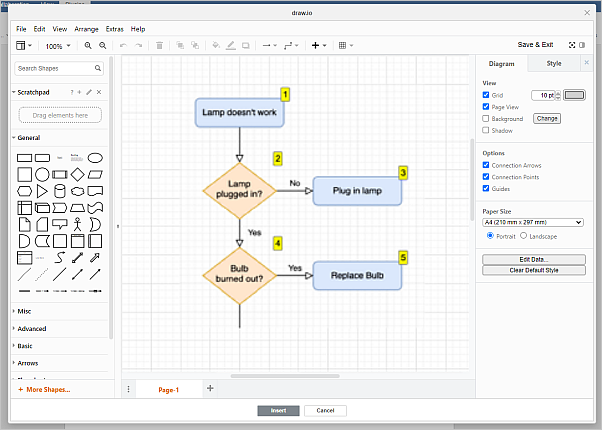 draw.io
File Edit View Arrange Extras Help
100%
Save & Exit
Search Shapes
Scratchpad
Drag elements here
General
Misc
Advanced
Basic
Arrows
+ More Shapes...
1
Lamp doesn't work
2
Lamp
plugged in?
No
3
Plug in lamp
Yes
4
Bulb
burned out?
Yes
5
Replace Bulb
Page-1
Diagram Style
View
Grid 10 pt
Page View
Background Change
Shadow
Options
Connection Arrows
Connection Points
Guides
Paper Size
A4 (210 mm x 297 mm)
Portrait Landscape
Edit Data...
Clear Default Style
Insert Cancel